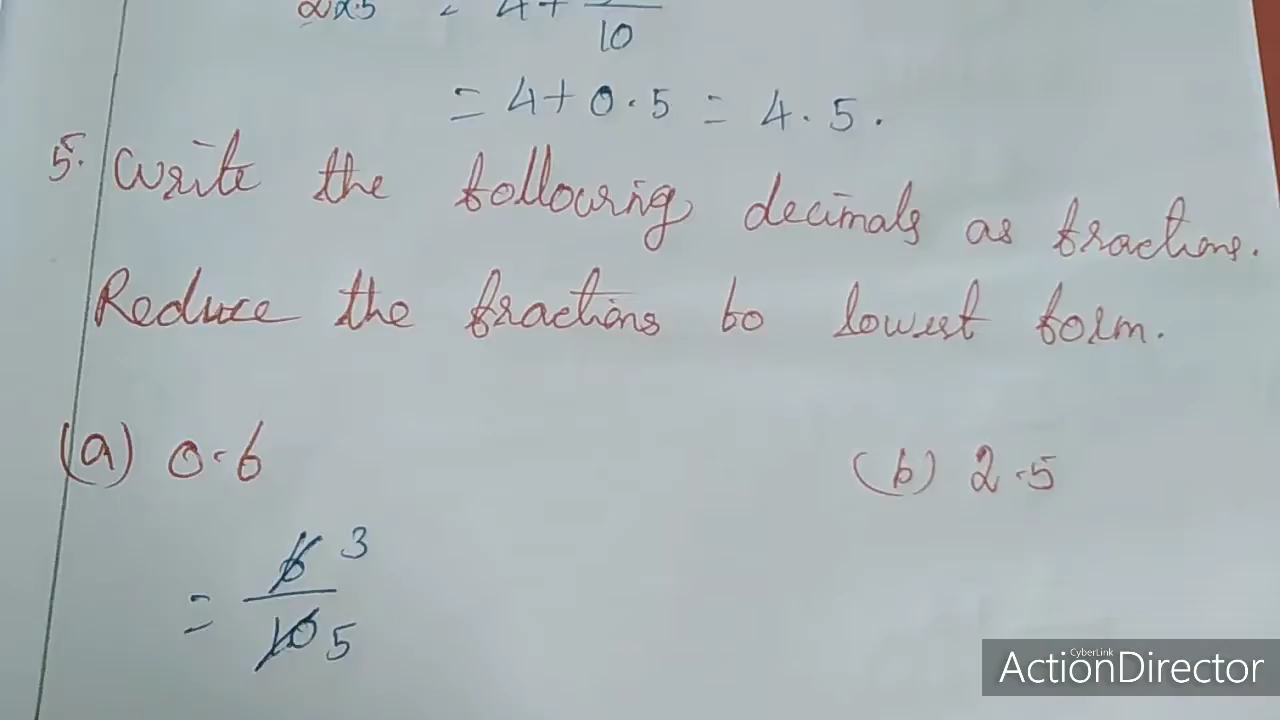 = 4 +
10
= 4 + 0.5 = 4.5.
5. Write the following decimals as fractions.
Reduce the fractions to lowest form.
(a) 0.6 (b) 2.5
= 6 3
10 5
CyberLink
ActionDirector